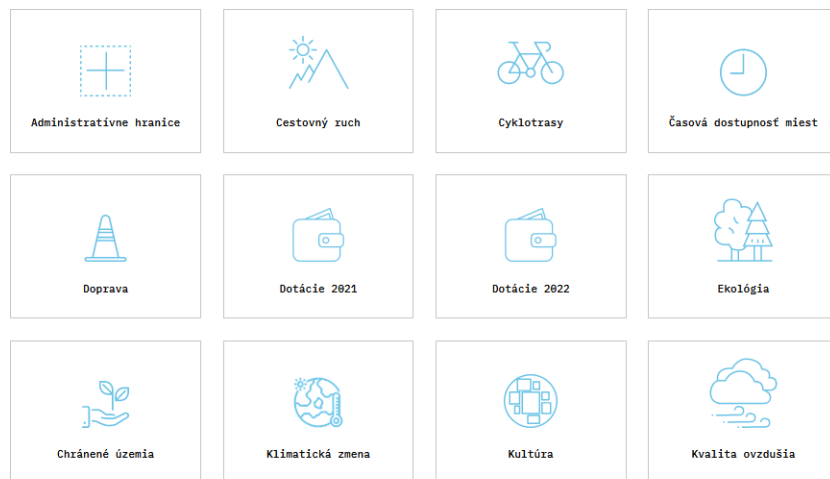 Administratívne hranice
Cestovný ruch
Cyklotrasy
Časová dostupnosť miest
Doprava
Dotácie 2021
Dotácie 2022
Ekológia
Chránené územia
Klimatická zmena
Kultúra
Kvalita ovzdušia